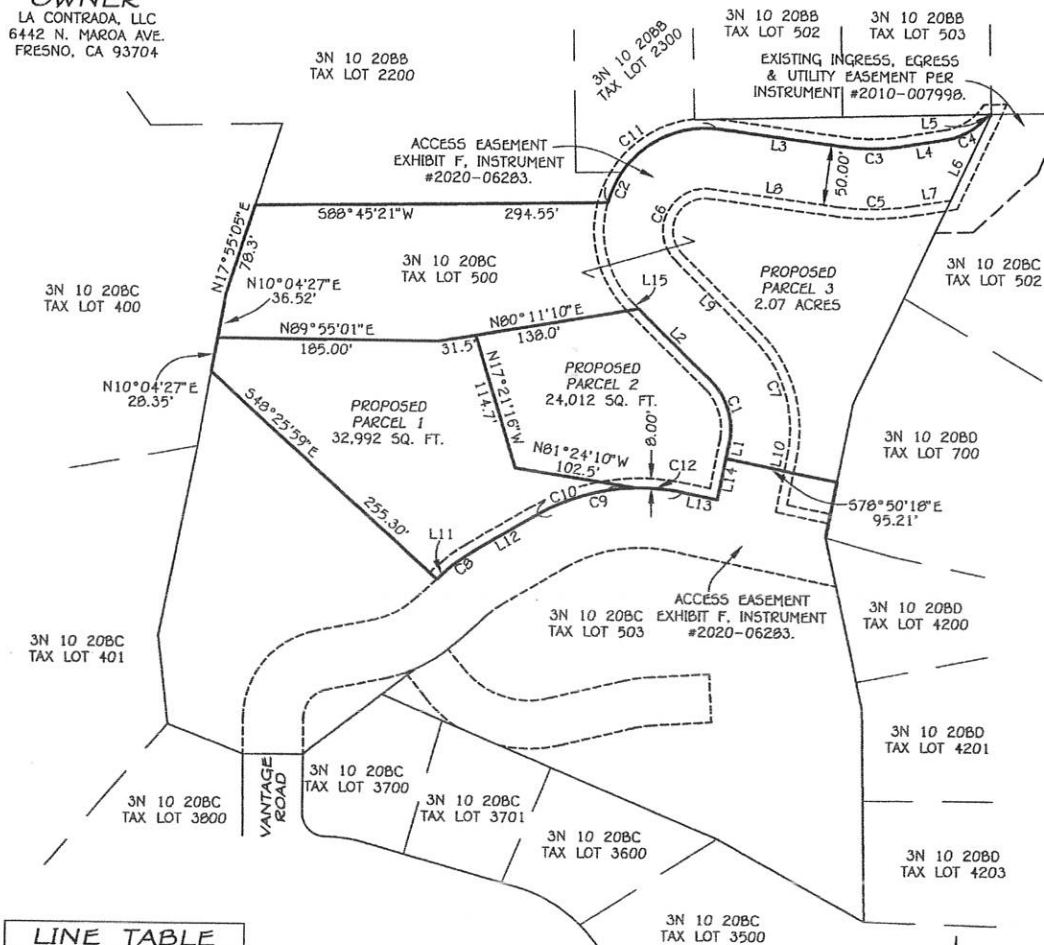 OWNER
LA CONTRADA, LLC
6442 N. MAROA AVE.
FRESNO, CA 93704
3N 10 20BB
TAX LOT 2200
3N 10 20BB
TAX LOT 2300
3N 10 20BB
TAX LOT 502
3N 10 20BB
TAX LOT 503
EXISTING INGRESS, EGRESS
& UTILITY EASEMENT PER
INSTRUMENT #2010-007998.
ACCESS EASEMENT
EXHIBIT F, INSTRUMENT
#2020-06283.
C11
C2
L3
C3
L4
L5
C4
L6
50.00'
L8
C5
L7
C6
S88°45'21"W
294.55'
N17°55'05"E
78.3'
3N 10 20BC
TAX LOT 400
N10°04'27"E
36.52'
3N 10 20BC
TAX LOT 500
PROPOSED
PARCEL 3
2.07 ACRES
3N 10 20BC
TAX LOT 502
L15
L9
N89°55'01"E
185.00'
31.5'
N80°11'10"E
138.0'
L2
N10°04'27"E
28.35'
PROPOSED
PARCEL 1
32,992 SQ. FT.
N17°21'16"W
114.7'
PROPOSED
PARCEL 2
24,012 SQ. FT.
C1
C7
S48°25'59"E
255.30'
N81°24'10"W
102.5'
8.00'
C12
L1
L14
L10
L13
3N 10 20BD
TAX LOT 700
S78°50'18"E
95.21'
C10
C9
L11
L12
C8
3N 10 20BC
TAX LOT 401
3N 10 20BC
TAX LOT 503
ACCESS EASEMENT
EXHIBIT F, INSTRUMENT
#2020-06283.
3N 10 20BD
TAX LOT 4200
3N 10 20BD
TAX LOT 4201
3N 10 20BC
TAX LOT 3800
VANTAGE
ROAD
3N 10 20BC
TAX LOT 3700
3N 10 20BC
TAX LOT 3701
3N 10 20BC
TAX LOT 3600
3N 10 20BD
TAX LOT 4203
3N 10 20BC
TAX LOT 3500
LINE TABLE